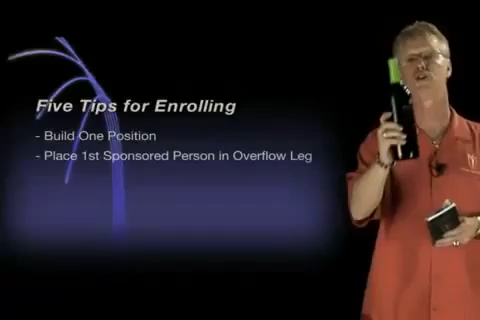 Five Tips for Enrolling
- Build One Position
- Place 1st Sponsored Person in Overflow Leg